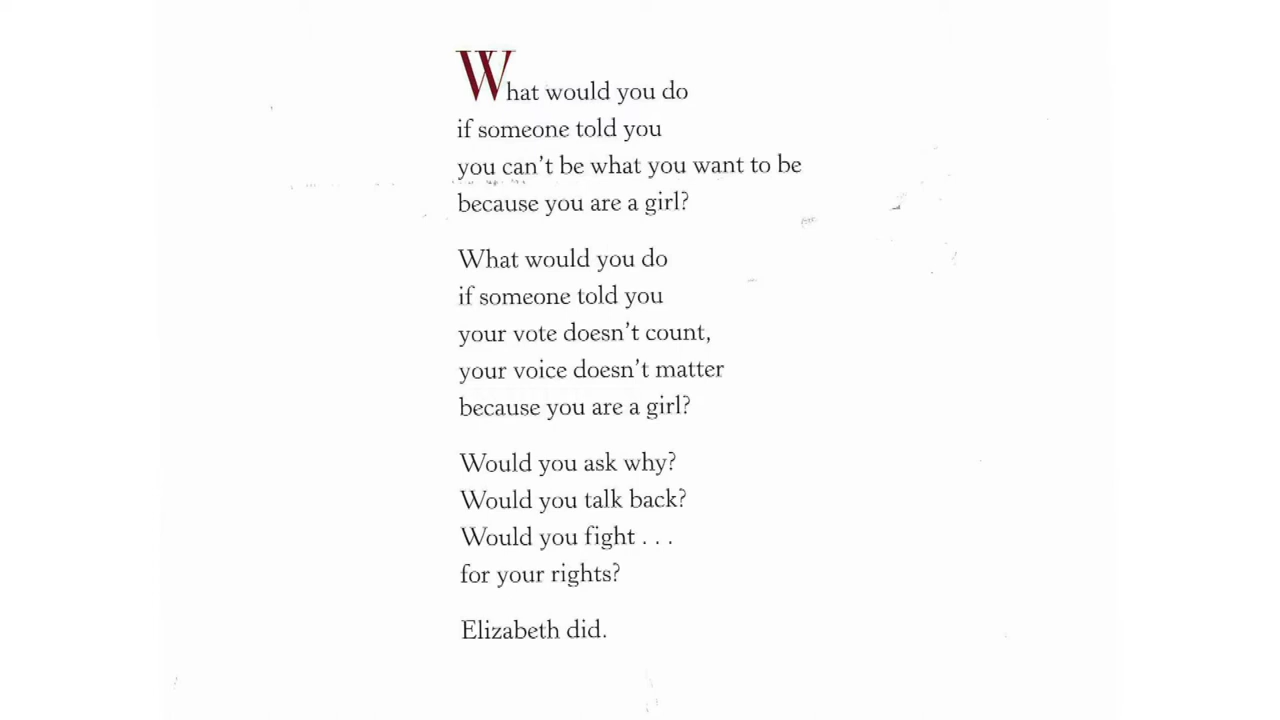 What would you do
if someone told you
you can't be what you want to be
because you are a girl?
What would you do
if someone told you
your vote doesn't count,
your voice doesn't matter
because you are a girl?
Would you ask why?
Would you talk back?
Would you fight . . .
for your rights?
Elizabeth did.